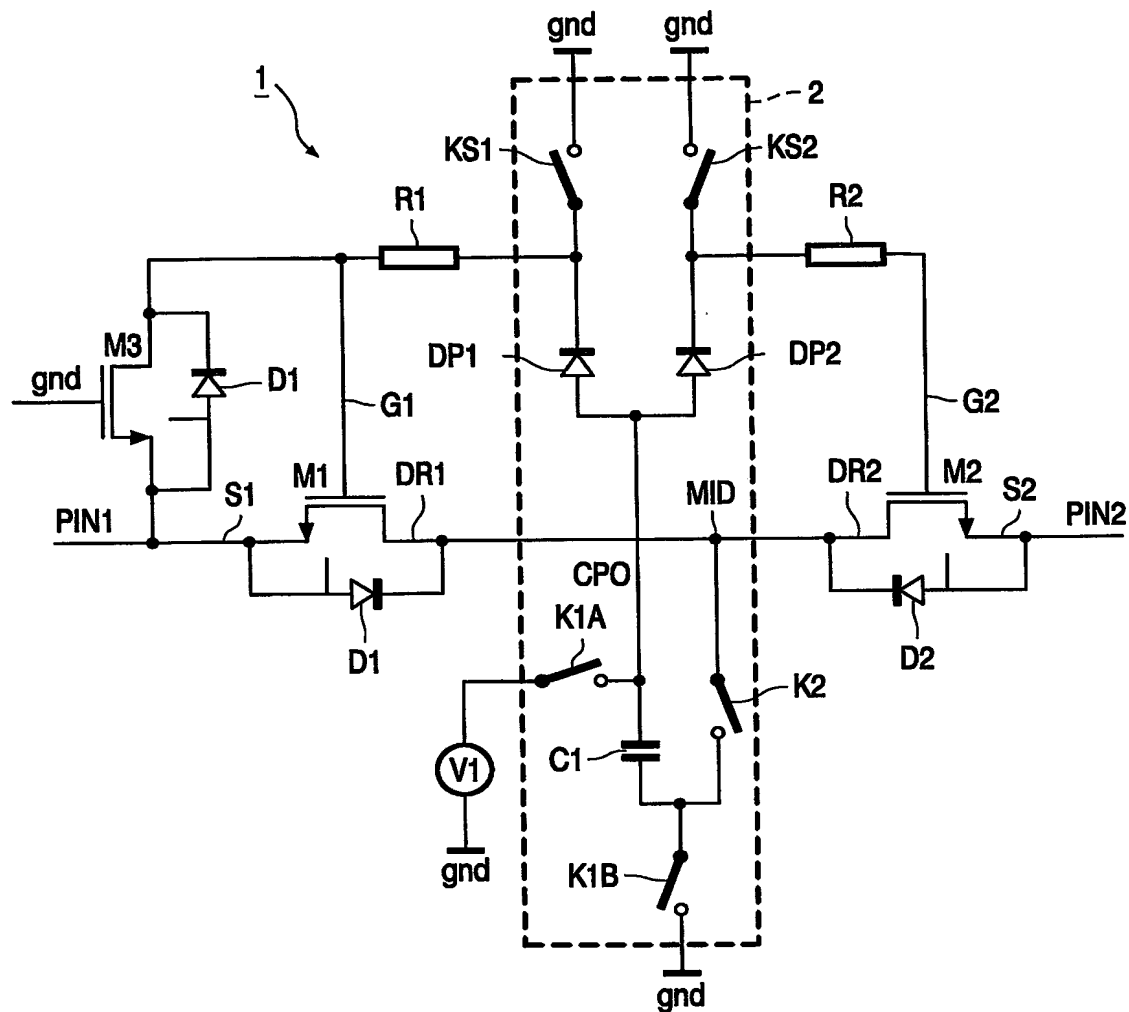 gnd gnd
1
2
KS1 KS2
R1 R2
M3
gnd
D1
DP1 DP2
G1 G2
M1 DR1 MID DR2 M2
PIN1 S1 S2 PIN2
CPO
K1A
D1 D2
K2
V1 C1
gnd K1B
gnd